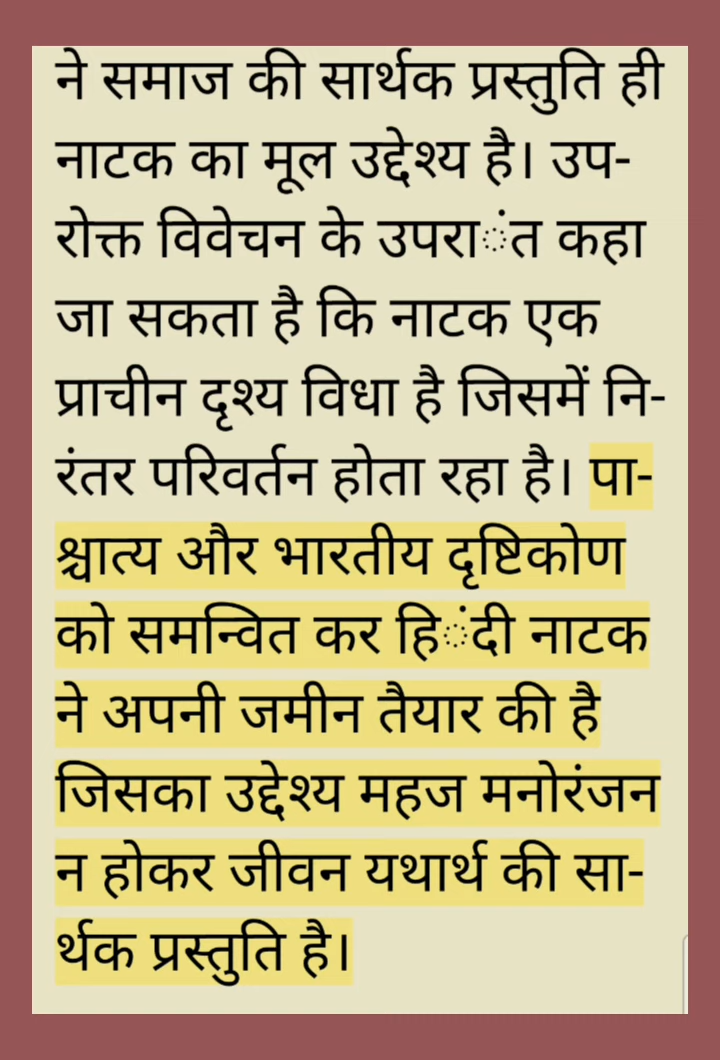 ने समाज की सार्थक प्रस्तुति ही
नाटक का मूल उद्देश्य है। उप-
रोक्त विवेचन के उपरा◌ंत कहा
जा सकता है कि नाटक एक
प्राचीन दृश्य विधा है जिसमें नि-
रंतर परिवर्तन होता रहा है। पा-
श्चात्य और भारतीय दृष्टिकोण
को समन्वित कर हि◌ंदी नाटक
ने अपनी जमीन तैयार की है
जिसका उद्देश्य महज मनोरंजन
न होकर जीवन यथार्थ की सा-
र्थक प्रस्तुति है।